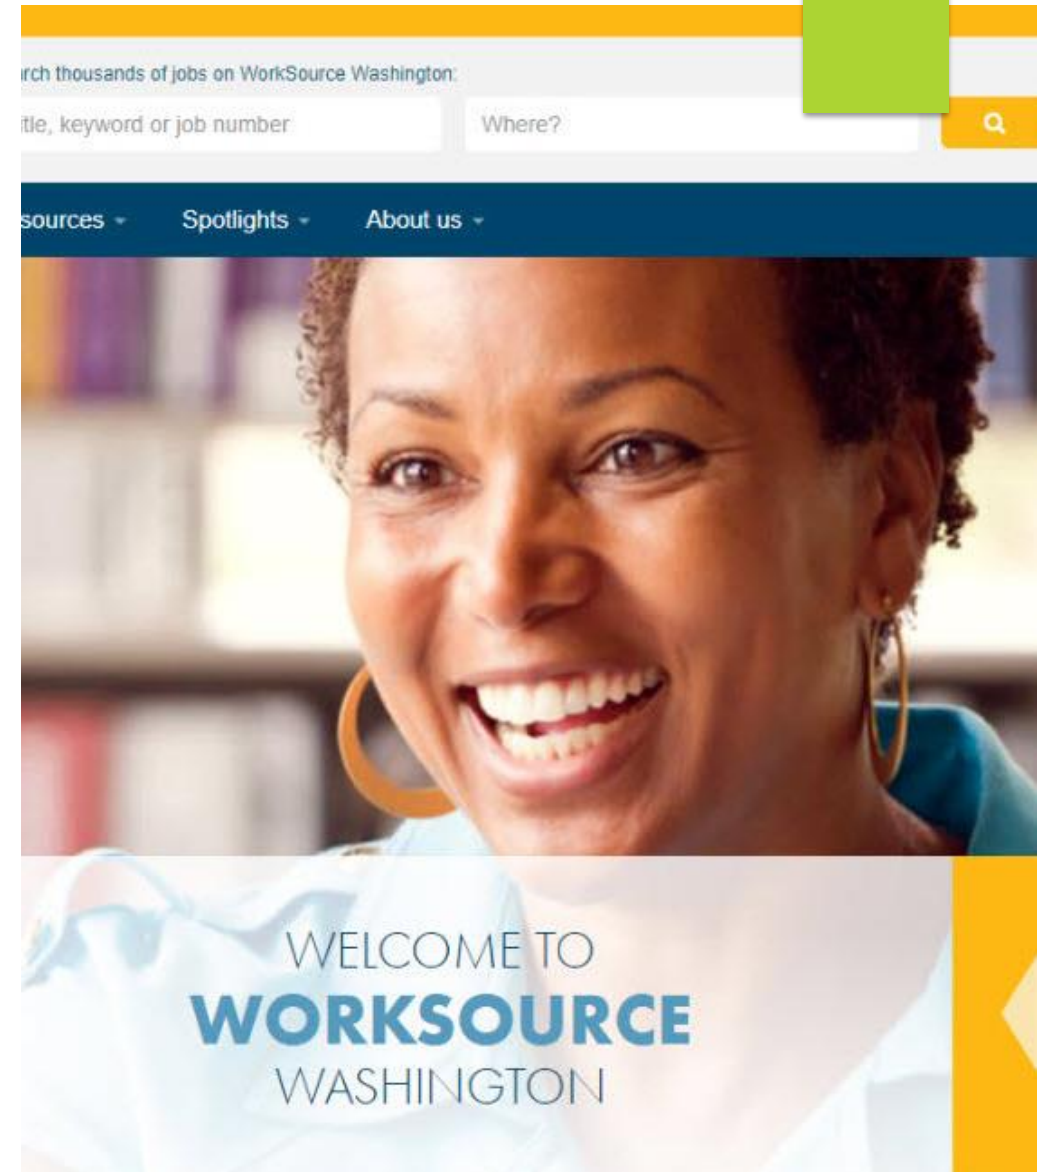 rch thousands of jobs on WorkSource Washington:
tle, keyword or job number
Where?
sources
Spotlights
About us
WELCOME TO
WORKSOURCE
WASHINGTON